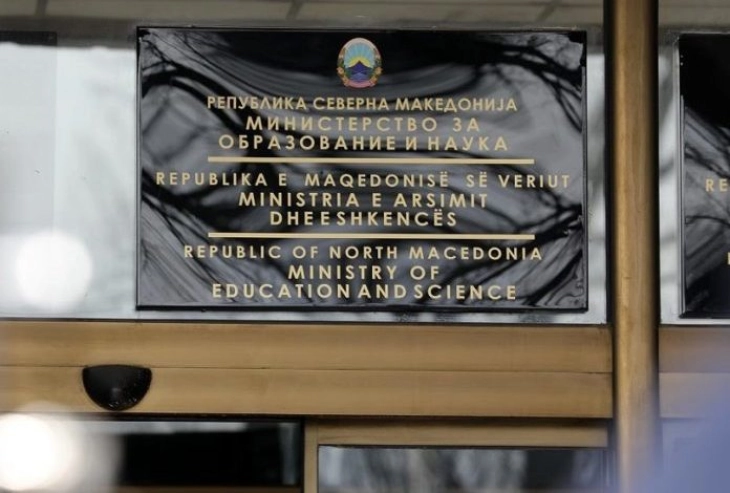 РЕПУБЛИКА СЕВЕРНА МАКЕДОНИЈА
МИНИСТЕРСТВО ЗА
ОБРАЗОВАНИЕ И НАУКА
REPUBLIKA E MAQEDONISË SË VERIUT
MINISTRIA E ARSIMIT
DHE E SHKENCËS
REPUBLIC OF NORTH MACEDONIA
MINISTRY OF
EDUCATION AND SCIENCE